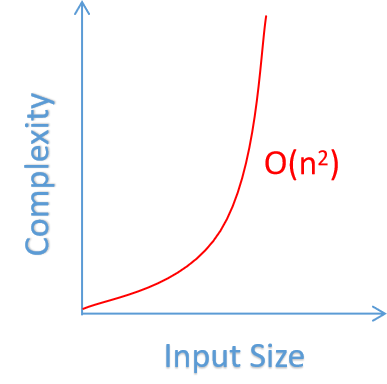 Complexity
O(n²)
Input Size